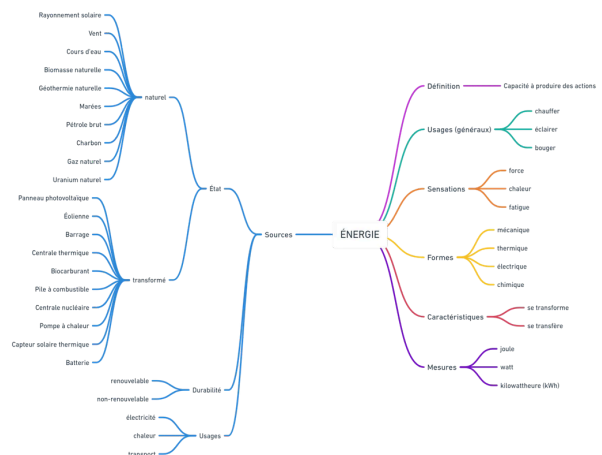 Rayonnement solaire
Vent
Cours d'eau
Biomasse naturelle
Géothermie naturelle
Marées
Pétrole brut
Charbon
Gaz naturel
Uranium naturel
naturel
Panneau photovoltaïque
Éolienne
Barrage
Centrale thermique
Biocarburant
Pile à combustible
Centrale nucléaire
Pompe à chaleur
Capteur solaire thermique
Batterie
transformé
État
renouvelable
non-renouvelable
Durabilité
électricité
chaleur
transport
Usages
Sources
ÉNERGIE
Définition
Capacité à produire des actions
Usages (généraux)
chauffer
éclairer
bouger
Sensations
force
chaleur
fatigue
Formes
mécanique
thermique
électrique
chimique
Caractéristiques
se transforme
se transfère
Mesures
joule
watt
kilowattheure (kWh)